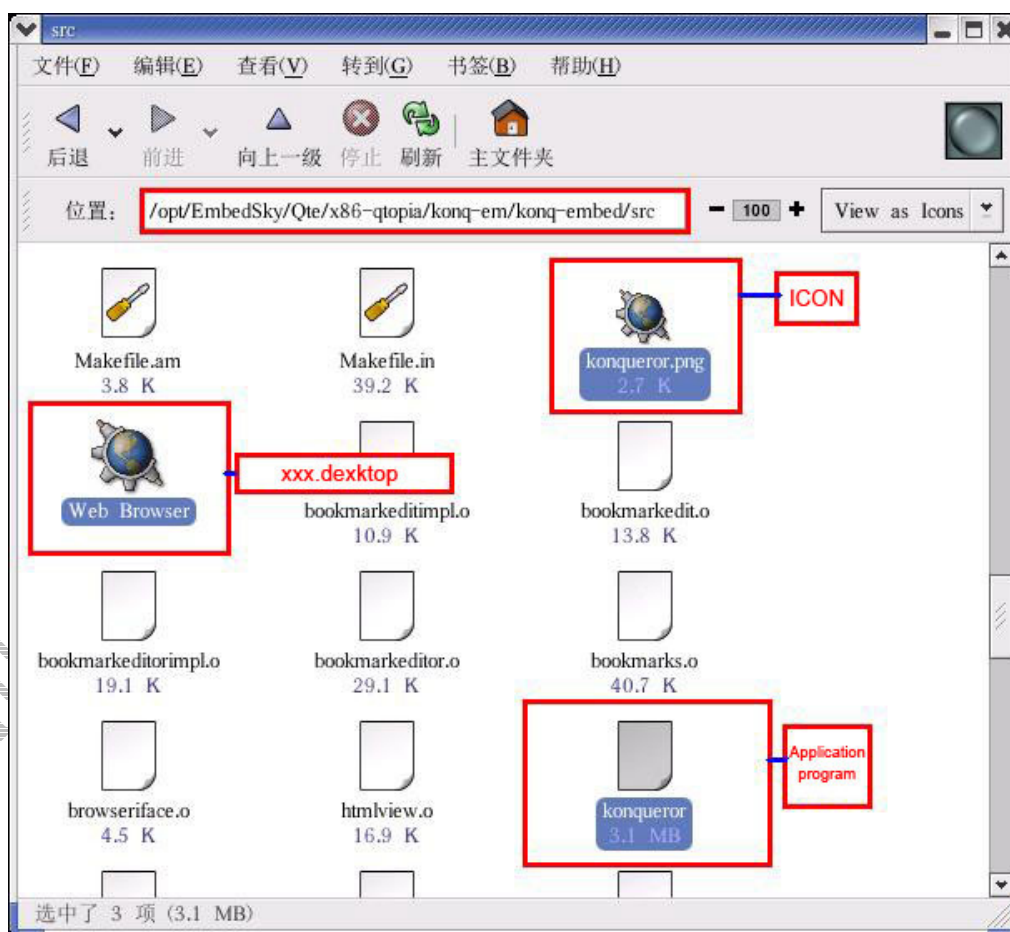 src
文件(F) 编辑(E) 查看(V) 转到(G) 书签(B) 帮助(H)
后退 前进 向上一级 停止 刷新 主文件夹
位置: /opt/EmbedSky/Qte/x86-qtopia/konq-em/konq-embed/src 100 View as Icons
ICON
Makefile.am Makefile.in konqueror.png
3.8 K 39.2 K 2.7 K
xxx.dexktop
Web Browser bookmarkeditimpl.o bookmarkedit.o
10.9 K 13.8 K
bookmarkeditorimpl.o bookmarkeditor.o bookmarks.o
19.1 K 29.1 K 40.7 K
Application
program
browseriface.o htmlview.o konqueror
4.5 K 16.9 K 3.1 MB
选中了 3 项 (3.1 MB)